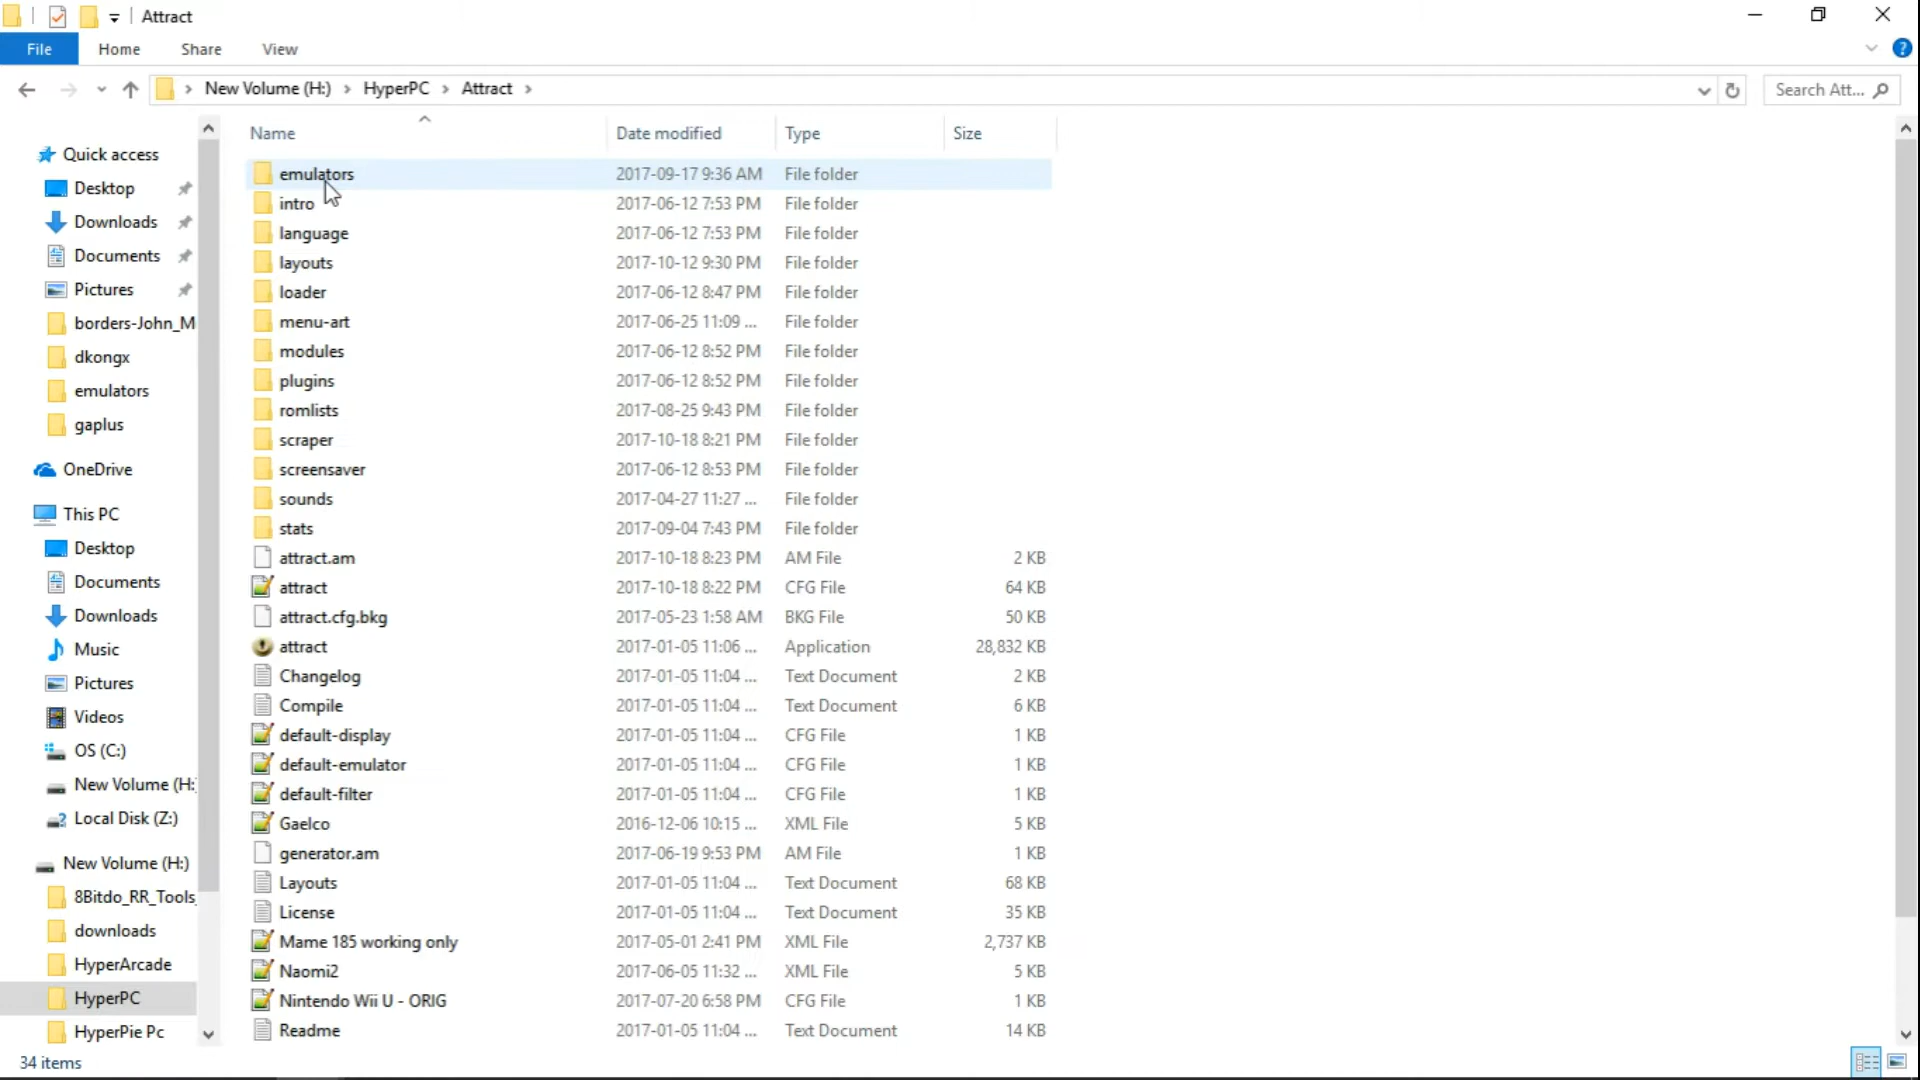 Attract
File Home Share View
New Volume (H:) HyperPC Attract Search Att...
Name Date modified Type Size
Quick access
Desktop
Downloads
Documents
Pictures
borders-John_M
dkongx
emulators
gaplus
OneDrive
This PC
Desktop
Documents
Downloads
Music
Pictures
Videos
OS (C:)
New Volume (H:
Local Disk (Z:)
New Volume (H:)
8Bitdo_RR_Tools_
downloads
HyperArcade
HyperPC
HyperPie Pc
emulators 2017-09-17 9:36 AM File folder
intro 2017-06-12 7:53 PM File folder
language 2017-06-12 7:53 PM File folder
layouts 2017-10-12 9:30 PM File folder
loader 2017-06-12 8:47 PM File folder
menu-art 2017-06-25 11:09 ... File folder
modules 2017-06-12 8:52 PM File folder
plugins 2017-06-12 8:52 PM File folder
romlists 2017-08-25 9:43 PM File folder
scraper 2017-10-18 8:21 PM File folder
screensaver 2017-06-12 8:53 PM File folder
sounds 2017-04-27 11:27 ... File folder
stats 2017-09-04 7:43 PM File folder
attract.am 2017-10-18 8:23 PM AM File 2 KB
attract 2017-10-18 8:22 PM CFG File 64 KB
attract.cfg.bkg 2017-05-23 1:58 AM BKG File 50 KB
attract 2017-01-05 11:06 ... Application 28,832 KB
Changelog 2017-01-05 11:04 ... Text Document 2 KB
Compile 2017-01-05 11:04 ... Text Document 6 KB
default-display 2017-01-05 11:04 ... CFG File 1 KB
default-emulator 2017-01-05 11:04 ... CFG File 1 KB
default-filter 2017-01-05 11:04 ... CFG File 1 KB
Gaelco 2016-12-06 10:15 ... XML File 5 KB
generator.am 2017-06-19 9:53 PM AM File 1 KB
Layouts 2017-01-05 11:04 ... Text Document 68 KB
License 2017-01-05 11:04 ... Text Document 35 KB
Mame 185 working only 2017-05-01 2:41 PM XML File 2,737 KB
Naomi2 2017-06-05 11:32 ... XML File 5 KB
Nintendo Wii U - ORIG 2017-07-20 6:58 PM CFG File 1 KB
Readme 2017-01-05 11:04 ... Text Document 14 KB
34 items